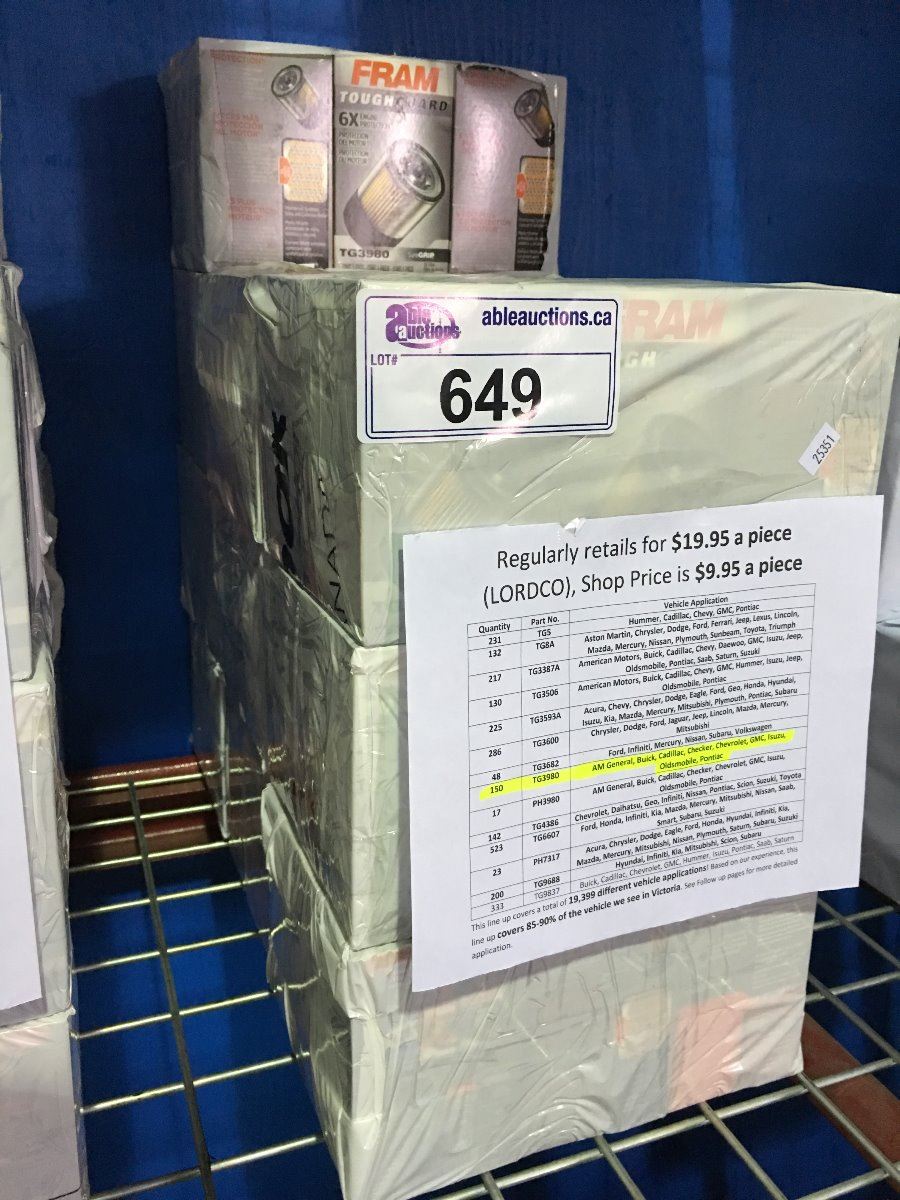 FRAM
TOUGHGUARD
6X ENGINE PROTECTION
PROTECCIÓN DEL MOTOR
PROTECTION DU MOTEUR
TG3980 SureGRIP
able auctions
ableauctions.ca
LOT#
649
FRAM
25351
Regularly retails for $19.95 a piece
(LORDCO), Shop Price is $9.95 a piece
Quantity Part No. Vehicle Application
231 TG5 Hummer, Cadillac, Chevy, GMC, Pontiac
132 TG8A Aston Martin, Chrysler, Dodge, Ford, Ferrari, Jeep, Lexus, Lincoln,
Mazda, Mercury, Nissan, Plymouth, Sunbeam, Toyota, Triumph
217 TG3387A American Motors, Buick, Cadillac, Chevy, Daewoo, GMC, Isuzu, Jeep,
Oldsmobile, Pontiac, Saab, Saturn, Suzuki
130 TG3506 American Motors, Buick, Cadillac, Chevy, GMC, Hummer, Isuzu, Jeep,
Oldsmobile, Pontiac
225 TG3593A Acura, Chevy, Chrysler, Dodge, Eagle, Ford, Geo, Honda, Hyundai,
Isuzu, Kia, Mazda, Mercury, Mitsubishi, Plymouth, Pontiac, Subaru
286 TG3600 Chrysler, Dodge, Ford, Jaguar, Jeep, Lincoln, Mazda, Mercury,
Mitsubishi
48 TG3682 Ford, Infiniti, Mercury, Nissan, Subaru, Volkswagen
150 TG3980 AM General, Buick, Cadillac, Checker, Chevrolet, GMC, Isuzu,
Oldsmobile, Pontiac
17 PH3980 AM General, Buick, Cadillac, Checker, Chevrolet, GMC, Isuzu,
Oldsmobile, Pontiac
142 TG4386 Chevrolet, Daihatsu, Geo, Infiniti, Nissan, Pontiac, Scion, Suzuki, Toyota
523 TG6607 Ford, Honda, Infiniti, Kia, Mazda, Mercury, Mitsubishi, Nissan, Saab,
Smart, Subaru, Suzuki
23 PH7317 Acura, Chrysler, Dodge, Eagle, Ford, Honda, Hyundai, Infiniti, Kia,
Mazda, Mercury, Mitsubishi, Nissan, Plymouth, Saturn, Subaru, Suzuki
200 TG9688 Hyundai, Infiniti, Kia, Mitsubishi, Scion, Subaru
333 TG9837 Buick, Cadillac, Chevrolet, GMC, Hummer, Isuzu, Pontiac, Saab, Saturn
This line up covers a total of 19,399 different vehicle applications! Based on our experience, this
line up covers 85-90% of the vehicle we see in Victoria. See Follow up pages for more detailed
application.